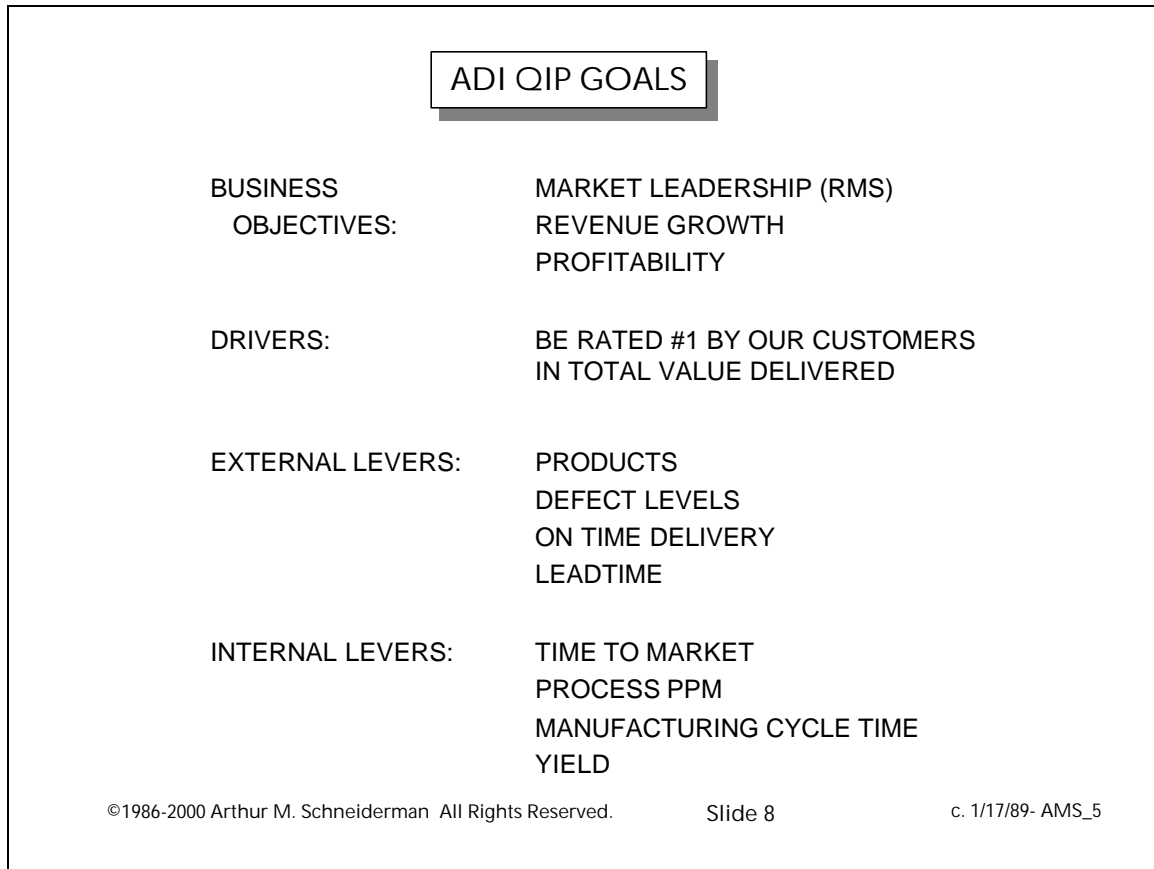 ADI QIP GOALS
BUSINESS MARKET LEADERSHIP (RMS)
OBJECTIVES: REVENUE GROWTH
PROFITABILITY
DRIVERS: BE RATED #1 BY OUR CUSTOMERS
IN TOTAL VALUE DELIVERED
EXTERNAL LEVERS: PRODUCTS
DEFECT LEVELS
ON TIME DELIVERY
LEADTIME
INTERNAL LEVERS: TIME TO MARKET
PROCESS PPM
MANUFACTURING CYCLE TIME
YIELD
©1986-2000 Arthur M. Schneiderman All Rights Reserved. Slide 8 c. 1/17/89- AMS_5